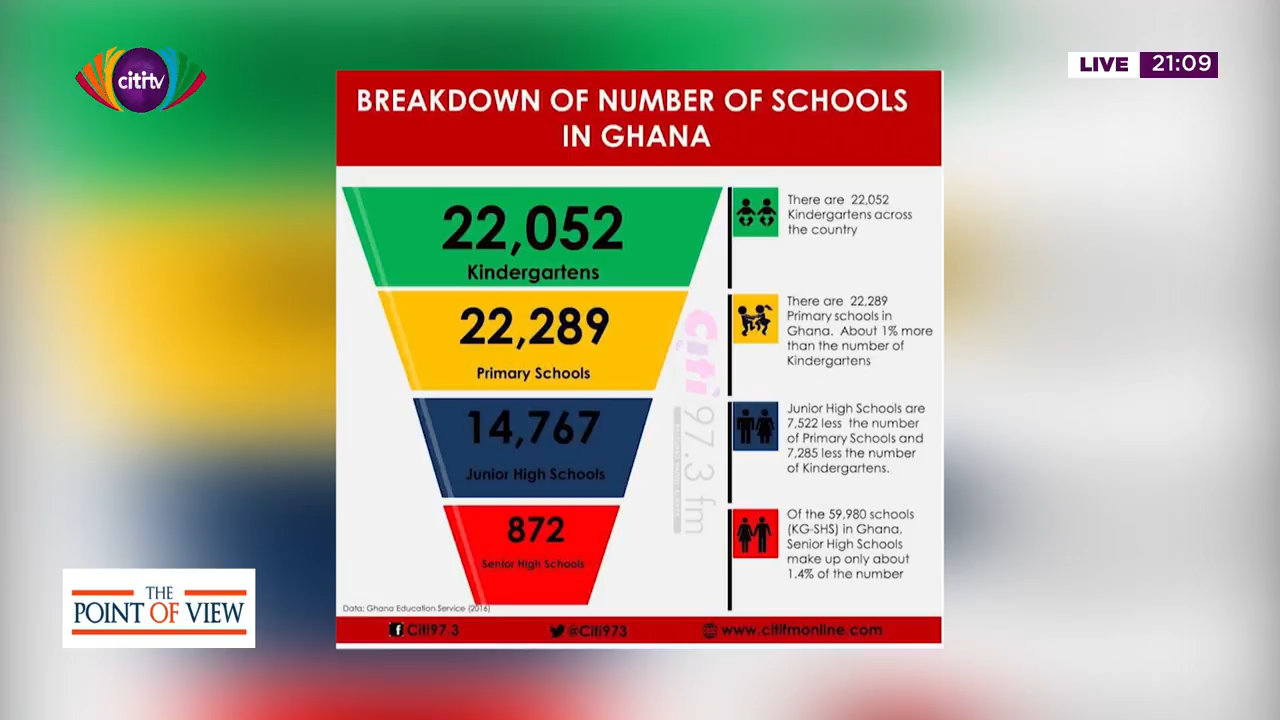 cititv
LIVE 21:09
BREAKDOWN OF NUMBER OF SCHOOLS
IN GHANA
22,052
Kindergartens
There are 22,052
Kindergartens across
the country
22,289
Primary Schools
There are 22,289
Primary schools in
Ghana. About 1% more
than the number of
Kindergartens
14,767
Junior High Schools
Junior High Schools are
7,522 less the number
of Primary Schools and
7,285 less the number
of Kindergartens.
872
Senior High Schools
Of the 59,980 schools
(KG-SHS) in Ghana,
Senior High Schools
make up only about
1.4% of the number
Citi 97.3 fm
Data: Ghana Education Service (2016)
Citi97.3
@Citi973
www.citifmonline.com
THE
POINT OF VIEW